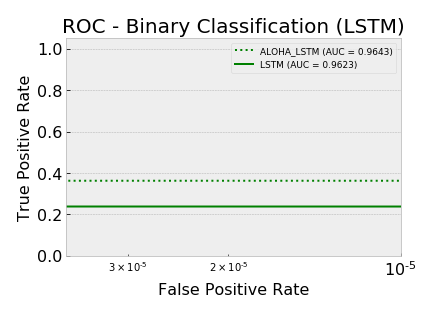 ROC - Binary Classification (LSTM)
ALOHA_LSTM (AUC = 0.9643)
LSTM (AUC = 0.9623)
True Positive Rate
1.0
0.8
0.6
0.4
0.2
0.0
3 × 10⁻⁵ 2 × 10⁻⁵ 10⁻⁵
False Positive Rate